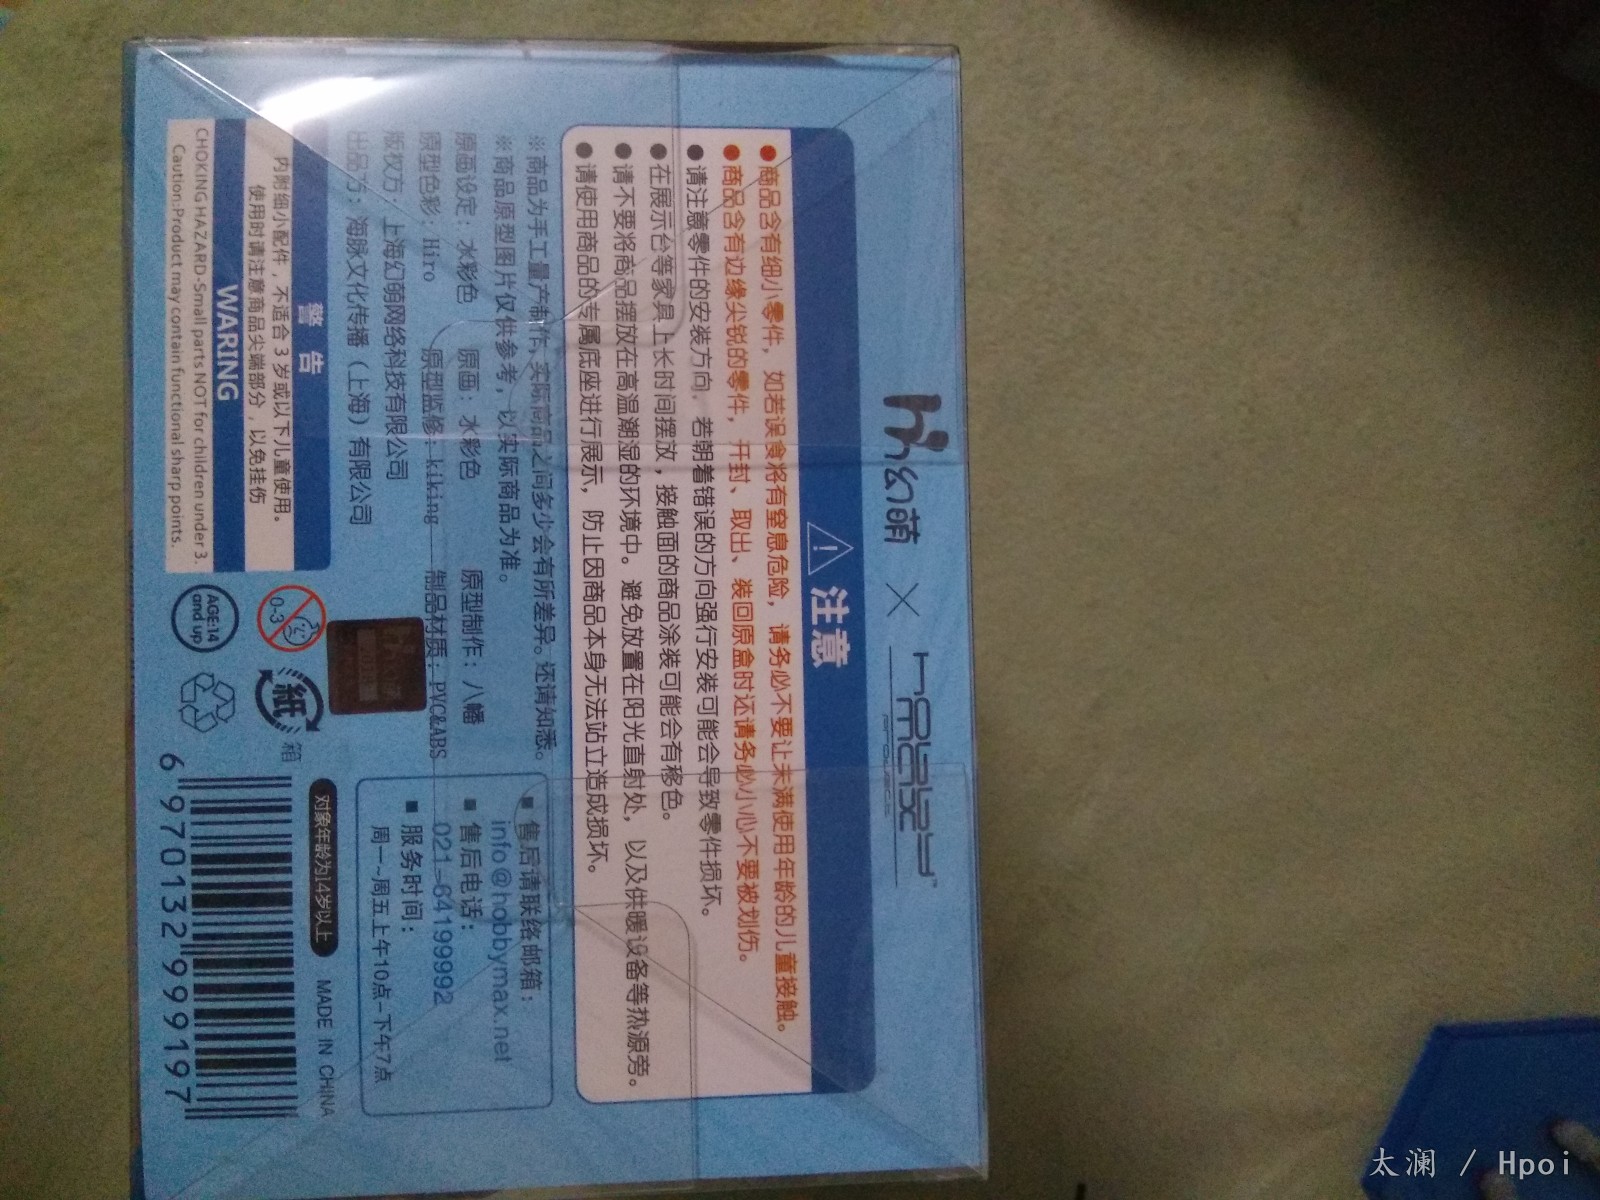 幻萌 × HOBBY MAX
⚠ 注意
●商品含有细小零件，如若误食将有窒息危险，请务必不要让未满使用年龄的儿童接触。
●商品含有边缘尖锐的零件，开封、取出、装回原盒时还请务必小心不要被划伤。
●请注意零件的安装方向，若朝着错误的方向强行安装可能会导致零件损坏。
●在展示台等家具上长时间摆放，接触面的商品涂装可能会有移色。
●请不要将商品摆放在高温潮湿的环境中。避免放置在阳光直射处，以及供暖设备等热源旁。
●请使用商品的专属底座进行展示，防止因商品本身无法站立造成损坏。
※商品为手工量产制作，实际商品之间多少会有所差异。还请知悉。
※商品原型图片仅供参考，以实际商品为准。
原画设定：水彩色 原画：水彩色 原型制作：八幡
原型色彩：Hiro 原型监修：kiking 制品材质：PVC&ABS
版权方：上海幻萌网络科技有限公司
出品方：海脉文化传播（上海）有限公司
■ 售后请联络邮箱：
info@hobbymax.net
■ 售后电话：
021-64199992
■ 服务时间：
周一~周五上午10点-下午7点
警 告
内附细小配件，不适合3岁或以下儿童使用。
使用时请注意商品尖端部分，以免挂伤
WARING
CHOKING HAZARD-Small parts NOT for children under 3.
Caution:Product may contain functional sharp points.
0-3
AGE:14
and up
紙
箱
对象年龄为14岁以上
MADE IN CHINA
6 970132 999197
太澜 / Hpoi